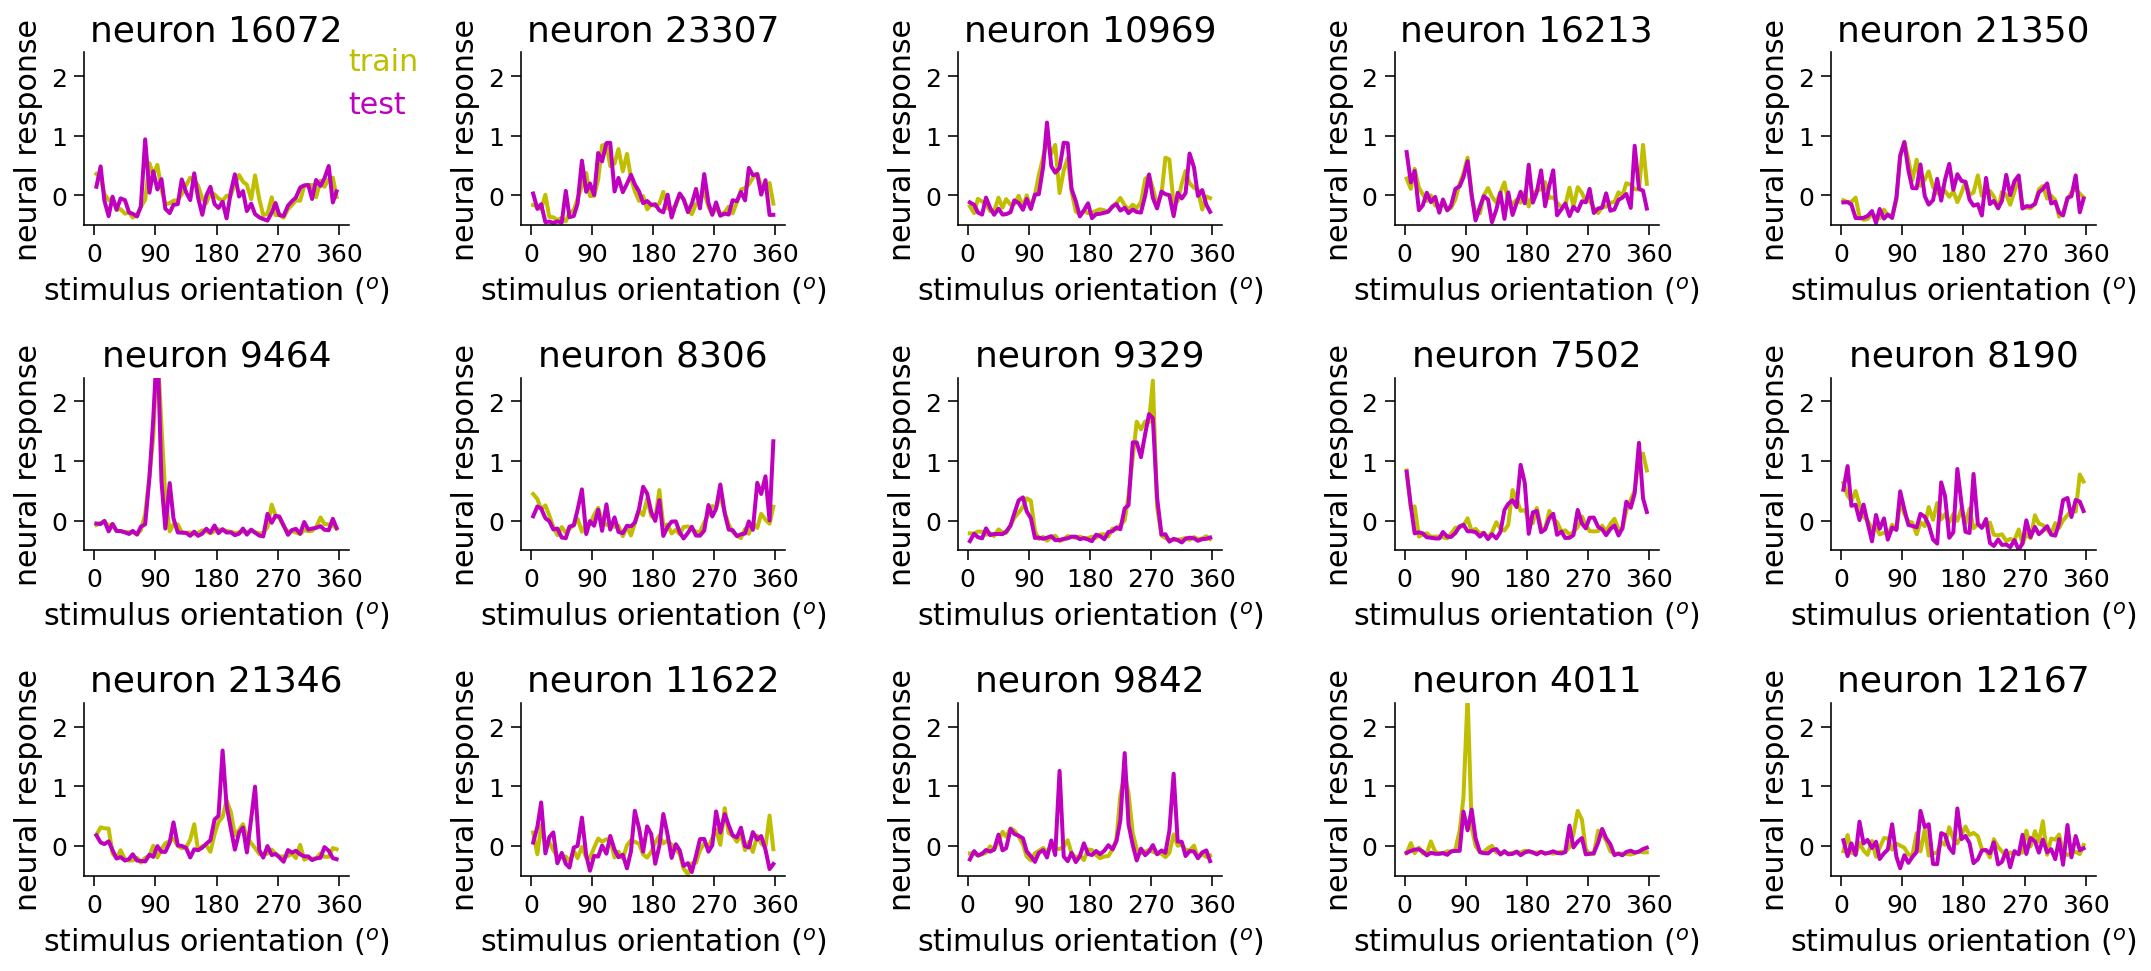 neuron 16072
neuron 23307
neuron 10969
neuron 16213
neuron 21350
train
test
neural response
2
1
0
0 90 180 270 360
stimulus orientation (º)
neural response
2
1
0
0 90 180 270 360
stimulus orientation (º)
neural response
2
1
0
0 90 180 270 360
stimulus orientation (º)
neural response
2
1
0
0 90 180 270 360
stimulus orientation (º)
neural response
2
1
0
0 90 180 270 360
stimulus orientation (º)
neuron 9464
neuron 8306
neuron 9329
neuron 7502
neuron 8190
neural response
2
1
0
0 90 180 270 360
stimulus orientation (º)
neural response
2
1
0
0 90 180 270 360
stimulus orientation (º)
neural response
2
1
0
0 90 180 270 360
stimulus orientation (º)
neural response
2
1
0
0 90 180 270 360
stimulus orientation (º)
neural response
2
1
0
0 90 180 270 360
stimulus orientation (º)
neuron 21346
neuron 11622
neuron 9842
neuron 4011
neuron 12167
neural response
2
1
0
0 90 180 270 360
stimulus orientation (º)
neural response
2
1
0
0 90 180 270 360
stimulus orientation (º)
neural response
2
1
0
0 90 180 270 360
stimulus orientation (º)
neural response
2
1
0
0 90 180 270 360
stimulus orientation (º)
neural response
2
1
0
0 90 180 270 360
stimulus orientation (º)